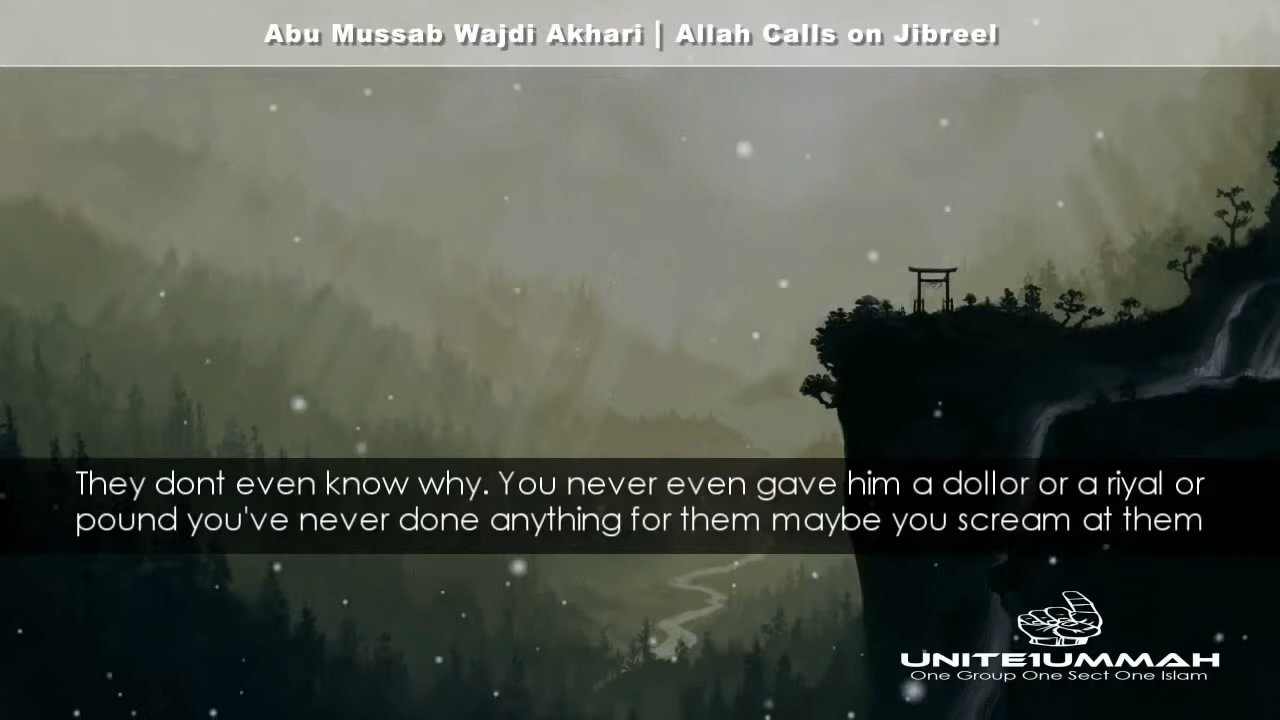 Abu Mussab Wajdi Akhari | Allah Calls on Jibreel
They dont even know why. You never even gave him a dollor or a riyal or
pound you've never done anything for them maybe you scream at them
UNITE1UMMAH
One Group One Sect One Islam